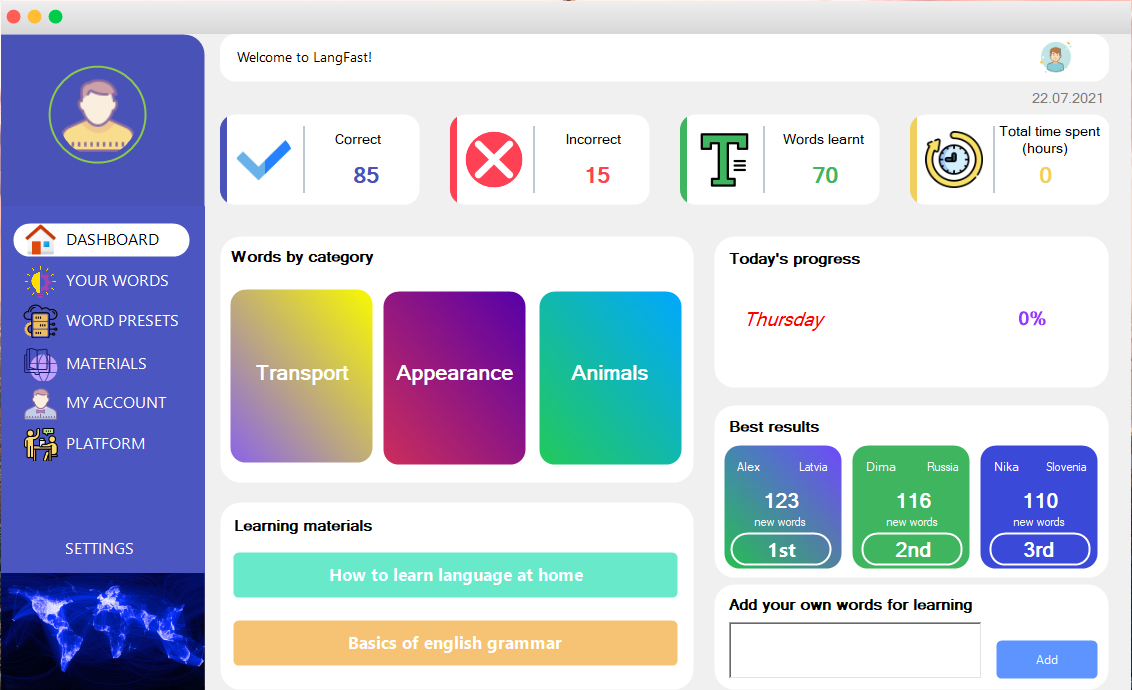 Welcome to LangFast!
22.07.2021
Correct
85
Incorrect
15
Words learnt
70
Total time spent
(hours)
0
DASHBOARD
YOUR WORDS
WORD PRESETS
MATERIALS
MY ACCOUNT
PLATFORM
SETTINGS
Words by category
Transport
Appearance
Animals
Learning materials
How to learn language at home
Basics of english grammar
Today's progress
Thursday
0%
Best results
Alex
Latvia
123
new words
1st
Dima
Russia
116
new words
2nd
Nika
Slovenia
110
new words
3rd
Add your own words for learning
Add